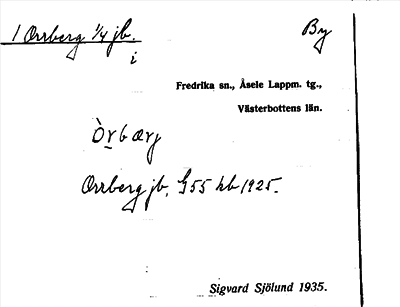 1 Orrberg ¼ jb. By
i
Fredrika sn., Åsele Lappm. tg.,
Västerbottens län.
Òrbærj
Orrberg jb. G55 kb 1925.
Sigvard Sjölund 1935.